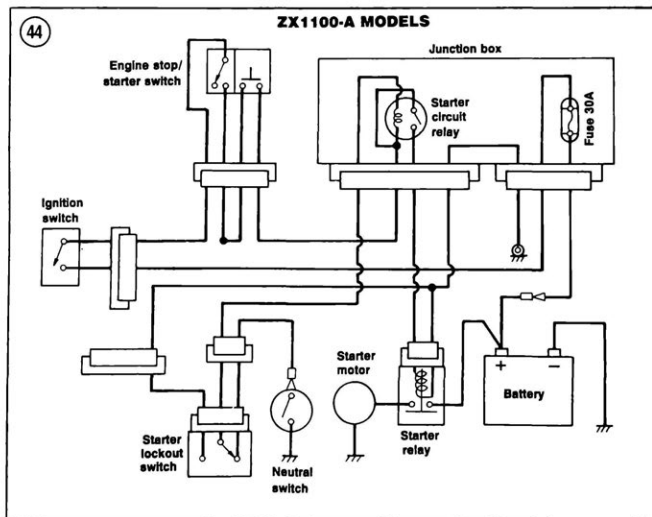 44
ZX1100-A MODELS
Engine stop/
starter switch
Junction box
Starter
circuit
relay
Fuse 30A
Ignition
switch
Starter
motor
+ −
Battery
Starter
lockout
switch
Neutral
switch
Starter
relay